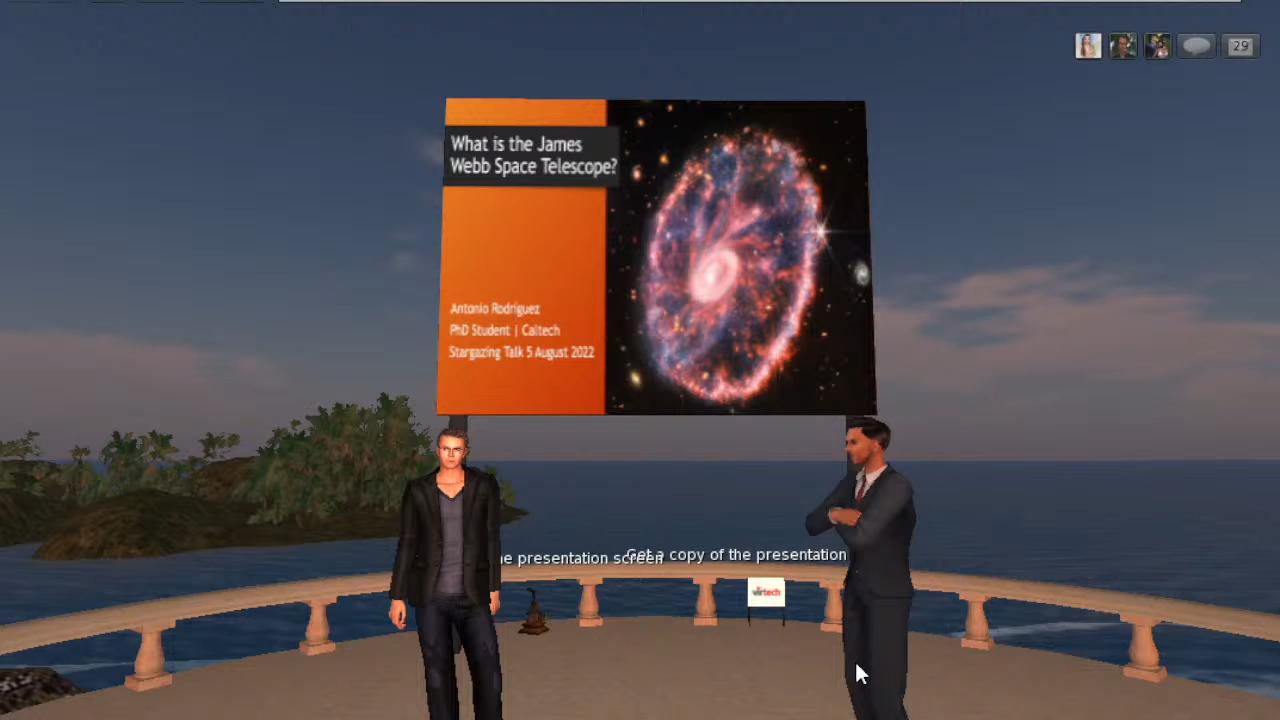 29
What is the James
Webb Space Telescope?
Antonio Rodriguez
PhD Student | Caltech
Stargazing Talk 5 August 2022
e presentation screen
Get a copy of the presentation
virtech